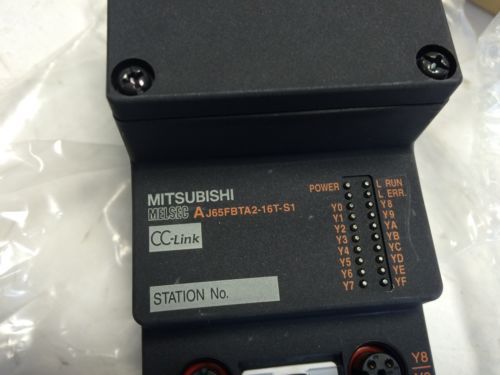 MITSUBISHI
MELSEC AJ65FBTA2-16T-S1
CC-Link
STATION No.
POWER L RUN
L ERR.
Y0 Y8
Y1 Y9
Y2 YA
Y3 YB
Y4 YC
Y5 YD
Y6 YE
Y7 YF
Y8